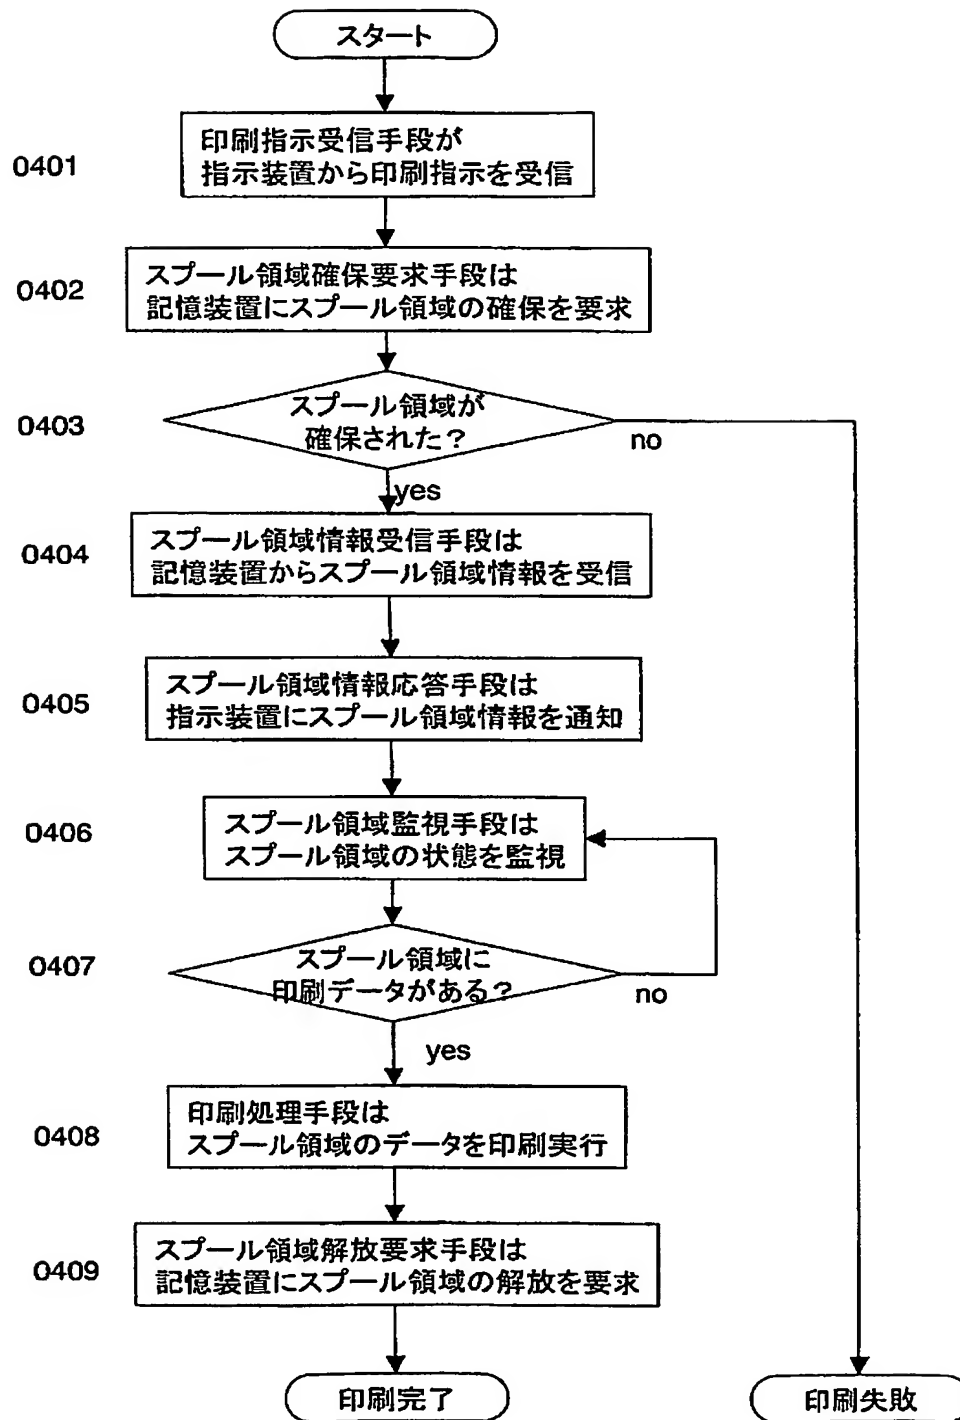 スタート
0401
印刷指示受信手段が
指示装置から印刷指示を受信
0402
スプール領域確保要求手段は
記憶装置にスプール領域の確保を要求
0403
スプール領域が
確保された？
no
yes
0404
スプール領域情報受信手段は
記憶装置からスプール領域情報を受信
0405
スプール領域情報応答手段は
指示装置にスプール領域情報を通知
0406
スプール領域監視手段は
スプール領域の状態を監視
0407
スプール領域に
印刷データがある？
no
yes
0408
印刷処理手段は
スプール領域のデータを印刷実行
0409
スプール領域解放要求手段は
記憶装置にスプール領域の解放を要求
印刷完了
印刷失敗